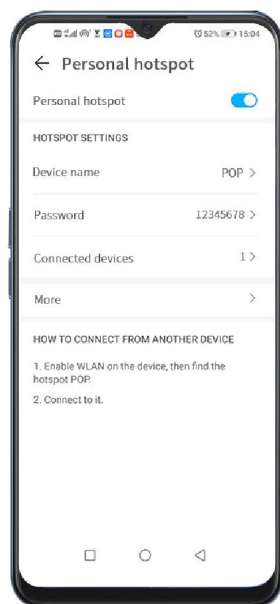 52% 15:04
Personal hotspot
Personal hotspot
HOTSPOT SETTINGS
Device name POP >
Password 12345678 >
Connected devices 1 >
More >
HOW TO CONNECT FROM ANOTHER DEVICE
1. Enable WLAN on the device, then find the
hotspot POP.
2. Connect to it.